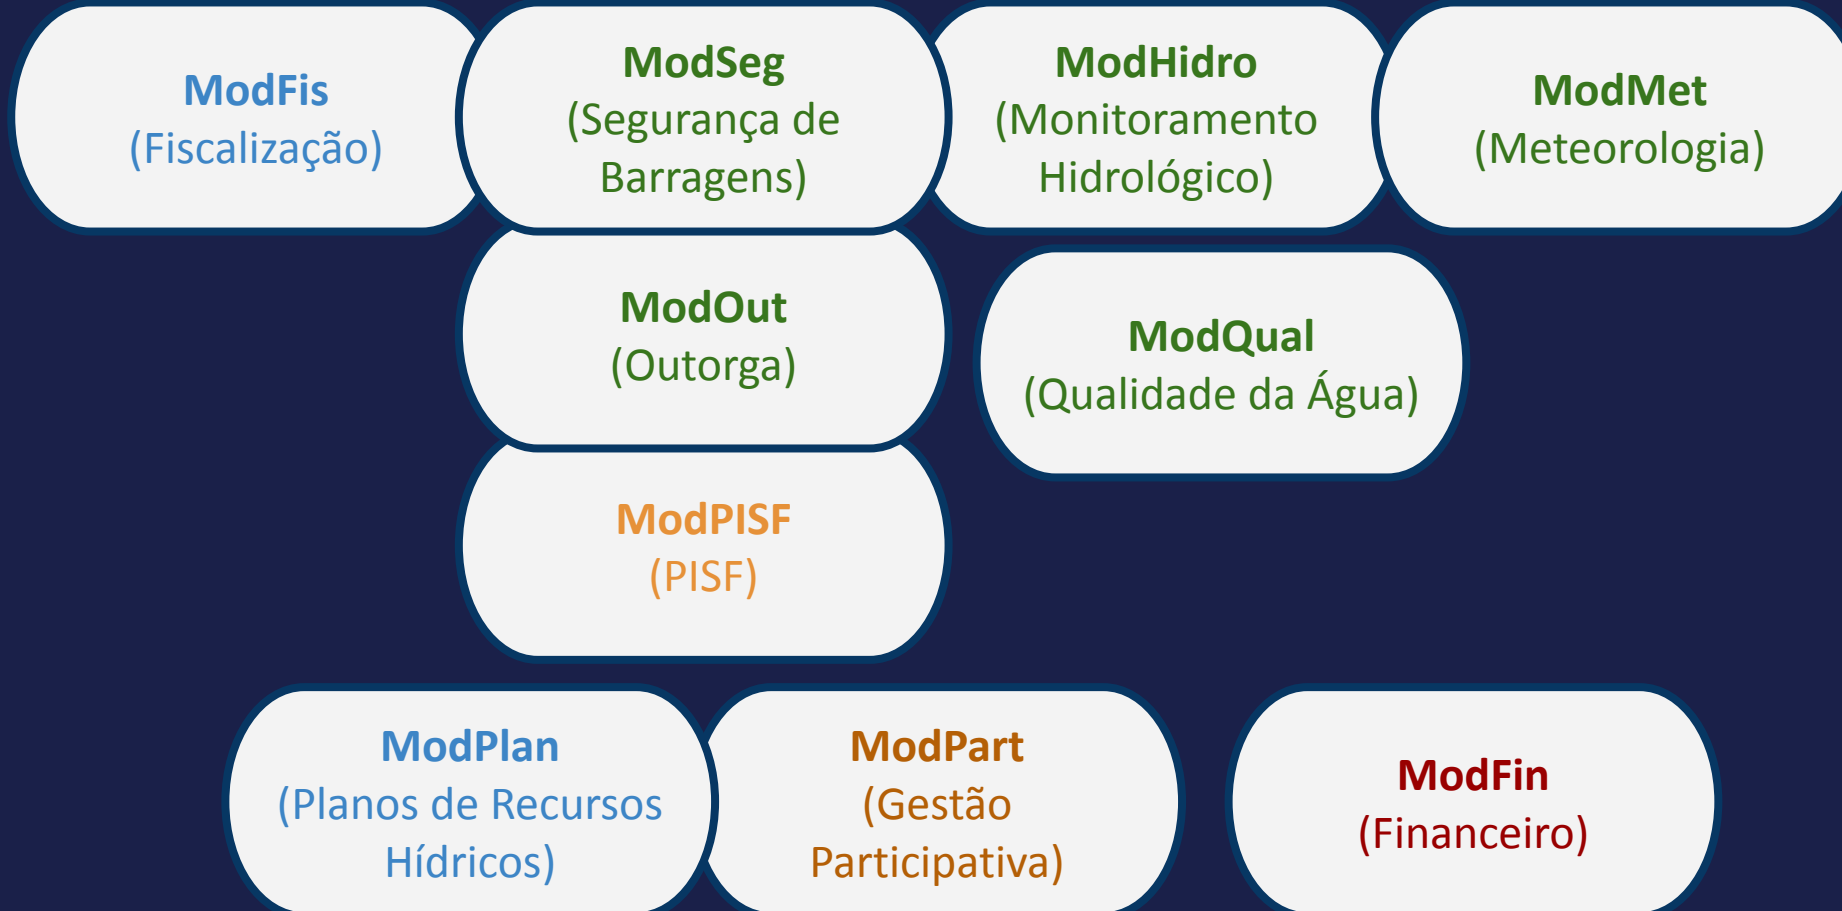 ModFis
(Fiscalização)
ModSeg
(Segurança de
Barragens)
ModHidro
(Monitoramento
Hidrológico)
ModMet
(Meteorologia)
ModOut
(Outorga)
ModQual
(Qualidade da Água)
ModPISF
(PISF)
ModPlan
(Planos de Recursos
Hídricos)
ModPart
(Gestão
Participativa)
ModFin
(Financeiro)